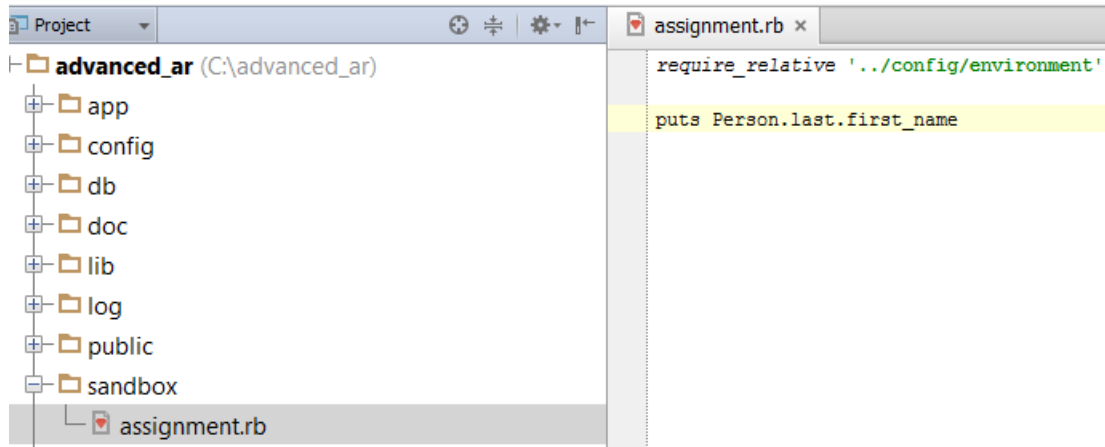 Project
advanced_ar (C:\advanced_ar)
app
config
db
doc
lib
log
public
sandbox
assignment.rb
assignment.rb ×
require_relative '../config/environment'
puts Person.last.first_name